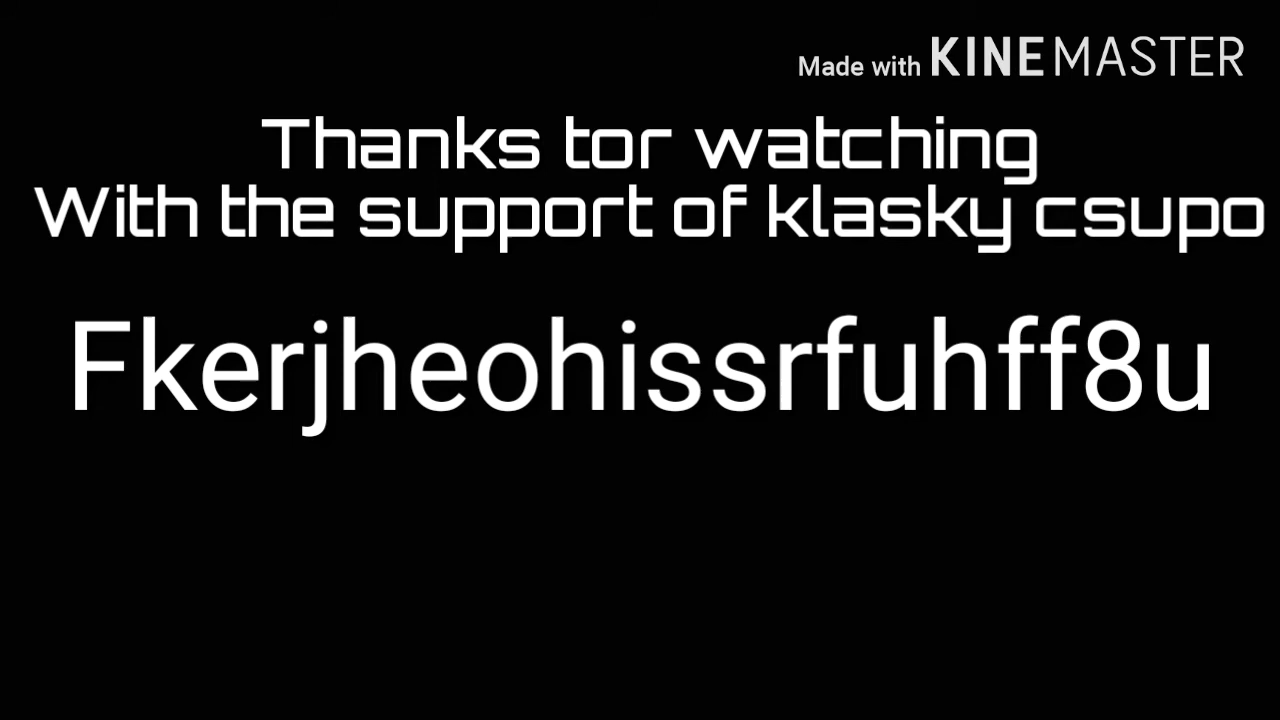 Made with KINEMASTER
Thanks tor watching
With the support of klasky csupo
Fkerjheohissrfuhff8u